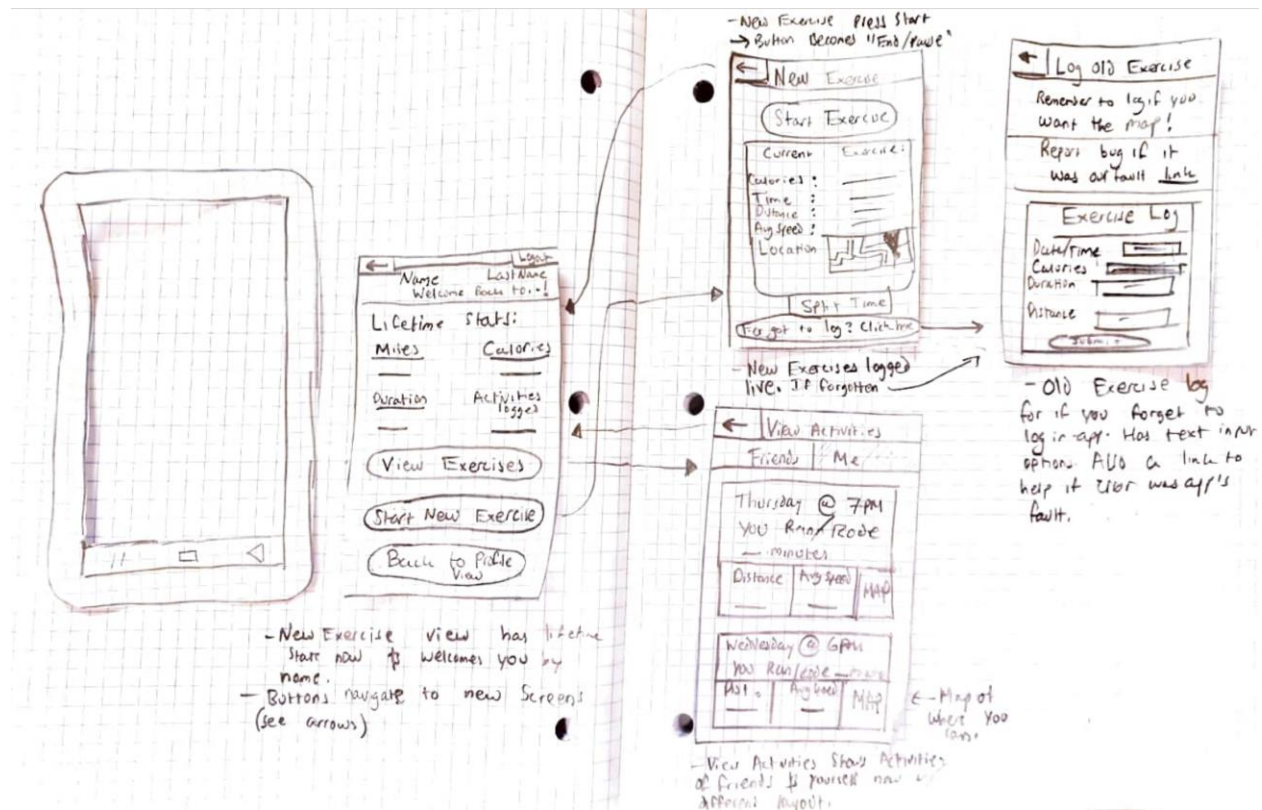 Logout
Name LastName
Welcome Back to...!
Lifetime Stats:
Miles Calories
Duration Activities
logged
View Exercises
Start New Exercise
Back to Profile
View
- New Exercise view has lifetime
now & welcomes you by
name.
- Buttons navigate to new Screens
(see arrows)
- New Exercise Press Start
→ Button Becomes "End/Pause"
← New Exercise
Start Exercise
Current Exercise:
Calories:
Time :
Distance :
Avg Speed :
Location
Split Time
Forgot to log? Click me
- New Exercises logged
live. If forgotten
← View Activities
Friends Me
Thursday @ 7PM
You Ran/Rode
__ minutes
Distance Avg Speed MAP
Wednesday @ 6PM
You Ran/rode
Dist. Avg Speed MAP
← Map of
where you
ran.
- View Activities Shows Activities
of Friends & yourself now w/
different layout.
← Log Old Exercise
Remember to log if you
want the map!
Report bug if it
was our fault link
Exercise Log
Date/Time
Calories
Duration
Distance
Submit
- Old Exercise log
for if you forget to
log in-app. Has text input
option. Also a link to
help if error was app's
fault.